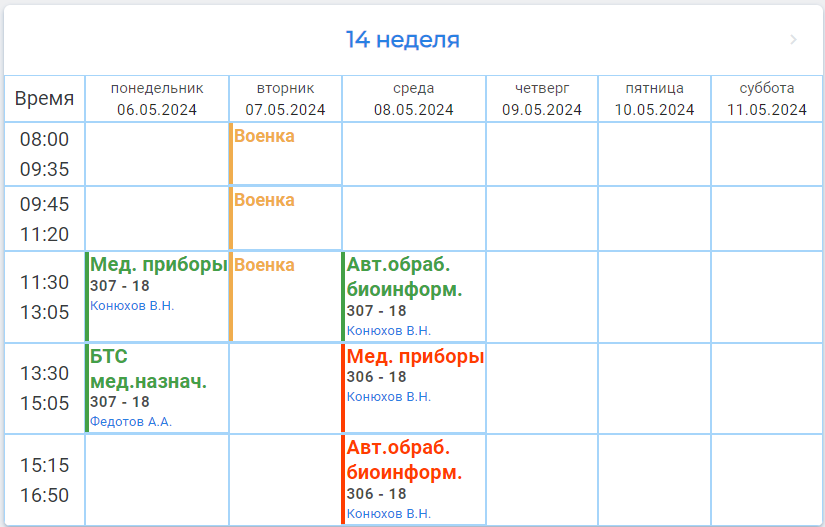 14 неделя
Время
понедельник
06.05.2024
вторник
07.05.2024
среда
08.05.2024
четверг
09.05.2024
пятница
10.05.2024
суббота
11.05.2024
08:00
09:35
Военка
09:45
11:20
Военка
11:30
13:05
Мед. приборы
307 - 18
Конюхов В.Н.
Военка
Авт.обраб.
биоинформ.
307 - 18
Конюхов В.Н.
13:30
15:05
БТС
мед.назнач.
307 - 18
Федотов А.А.
Мед. приборы
306 - 18
Конюхов В.Н.
15:15
16:50
Авт.обраб.
биоинформ.
306 - 18
Конюхов В.Н.